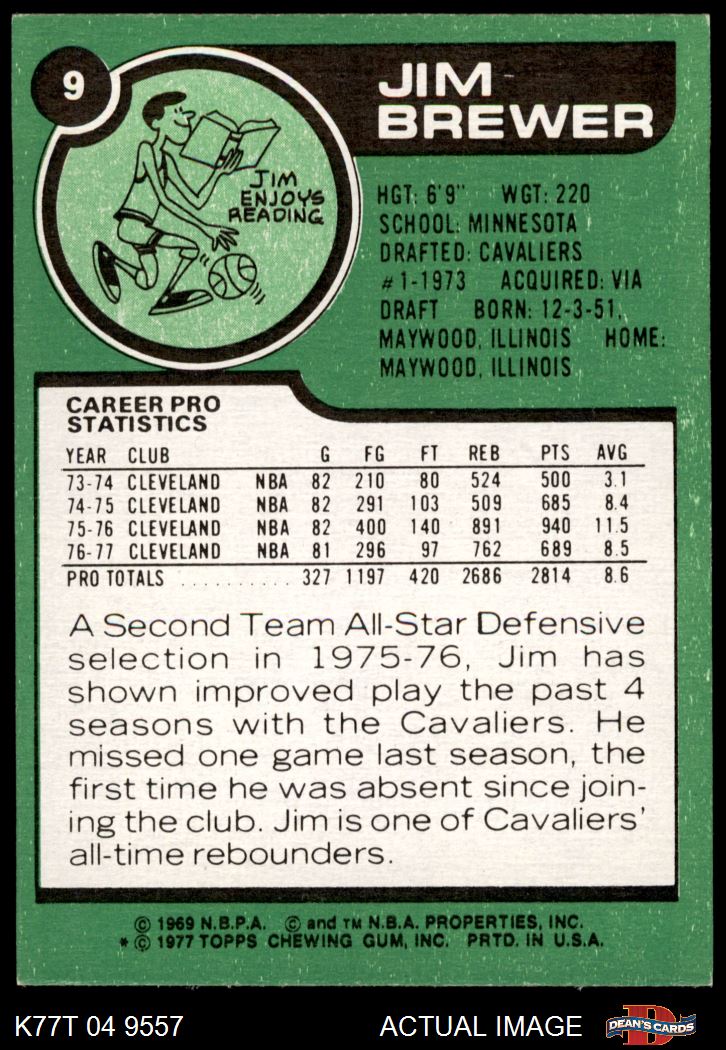 9
JIM
BREWER
JIM
ENJOYS
READING
HGT: 6'9" WGT: 220
SCHOOL: MINNESOTA
DRAFTED: CAVALIERS
#1-1973 ACQUIRED: VIA
DRAFT BORN: 12-3-51,
MAYWOOD, ILLINOIS HOME:
MAYWOOD, ILLINOIS
CAREER PRO
STATISTICS
YEAR CLUB G FG FT REB PTS AVG
73-74 CLEVELAND NBA 82 210 80 524 500 3.1
74-75 CLEVELAND NBA 82 291 103 509 685 8.4
75-76 CLEVELAND NBA 82 400 140 891 940 11.5
76-77 CLEVELAND NBA 81 296 97 762 689 8.5
PRO TOTALS .......... 327 1197 420 2686 2814 8.6
A Second Team All-Star Defensive
selection in 1975-76, Jim has
shown improved play the past 4
seasons with the Cavaliers. He
missed one game last season, the
first time he was absent since join-
ing the club. Jim is one of Cavaliers'
all-time rebounders.
© 1969 N.B.P.A. © and TM N.B.A. PROPERTIES, INC.
* © 1977 TOPPS CHEWING GUM, INC. PRTD. IN U.S.A.
K77T 04 9557 ACTUAL IMAGE DEAN'S CARDS